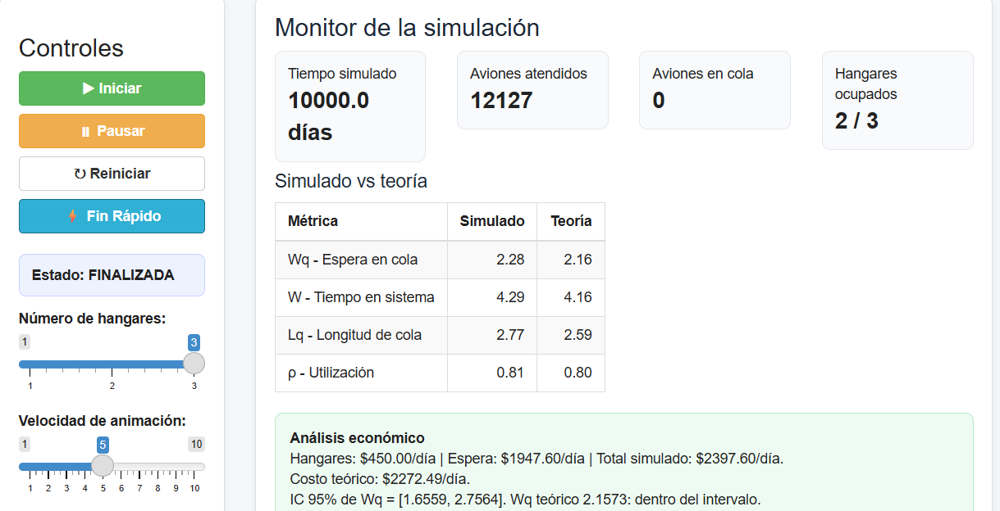 Controles
▶ Iniciar
⏸ Pausar
↻ Reiniciar
⚡ Fin Rápido
Estado: FINALIZADA
Número de hangares:
1 3
1 2 3
Velocidad de animación:
1 5 10
1 2 3 4 5 6 7 8 9 10
Monitor de la simulación
Tiempo simulado
10000.0
días
Aviones atendidos
12127
Aviones en cola
0
Hangares
ocupados
2 / 3
Simulado vs teoría
Métrica Simulado Teoría
Wq - Espera en cola 2.28 2.16
W - Tiempo en sistema 4.29 4.16
Lq - Longitud de cola 2.77 2.59
ρ - Utilización 0.81 0.80
Análisis económico
Hangares: $450.00/día | Espera: $1947.60/día | Total simulado: $2397.60/día.
Costo teórico: $2272.49/día.
IC 95% de Wq = [1.6559, 2.7564]. Wq teórico 2.1573: dentro del intervalo.